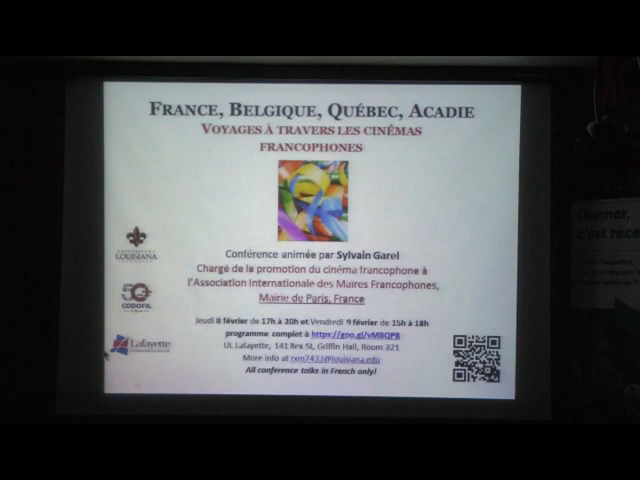 FRANCE, BELGIQUE, QUÉBEC, ACADIE
VOYAGES À TRAVERS LES CINÉMAS
FRANCOPHONES
LOUISIANA
50
CODOFIL
Lafayette
Conférence animée par Sylvain Garel
Chargé de la promotion du cinéma francophone à
l'Association Internationale des Maires Francophones,
Mairie de Paris, France
Jeudi 8 février de 17h à 20h et Vendredi 9 février de 15h à 18h
programme complet à https://goo.gl/vMBQPB
UL Lafayette, 141 Rex St, Griffin Hall, Room 321
More info at
All conference talks in French only!
Donner,
c'est rece